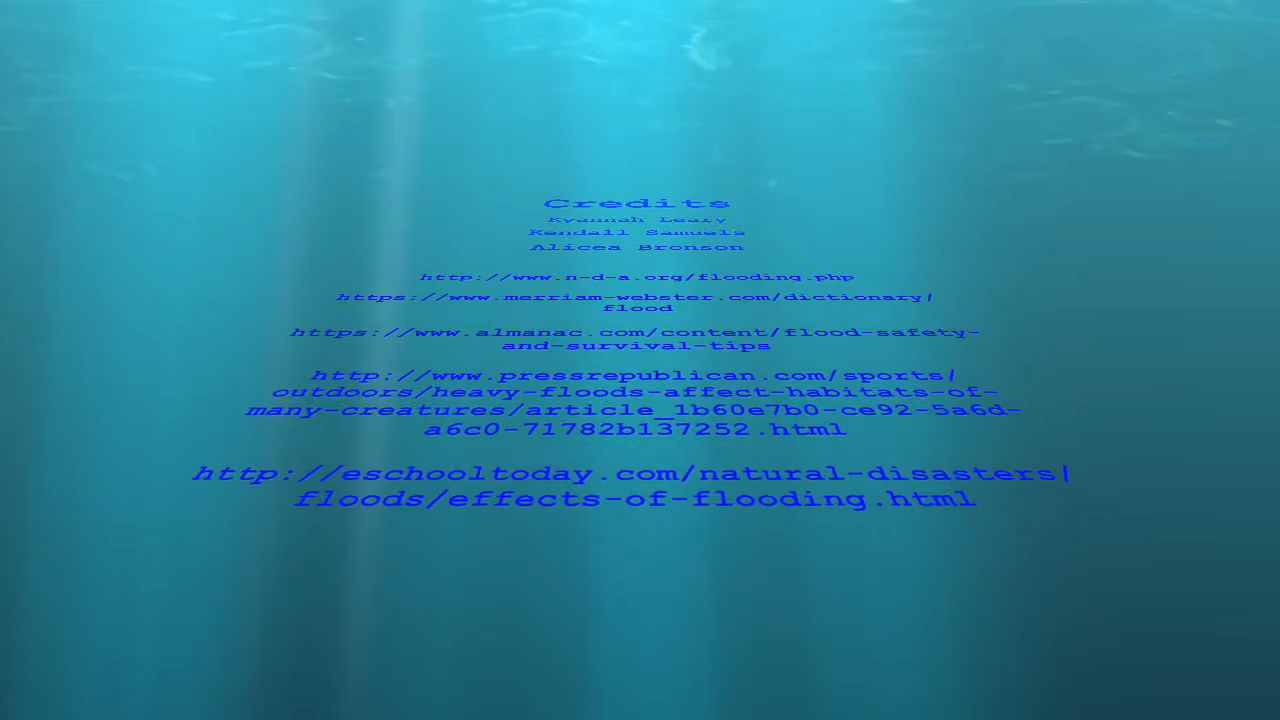 Credits
Kyannah Leary
Kendall Samuels
Alicea Bronson
http://www.n-d-a.org/flooding.php
https://www.merriam-webster.com/dictionary/
flood
https://www.almanac.com/content/flood-safety-
and-survival-tips
http://www.pressrepublican.com/sports/
outdoors/heavy-floods-affect-habitats-of-
many-creatures/article_1b60e7b0-ce92-5a6d-
a6c0-71782b137252.html
http://eschooltoday.com/natural-disasters/
floods/effects-of-flooding.html